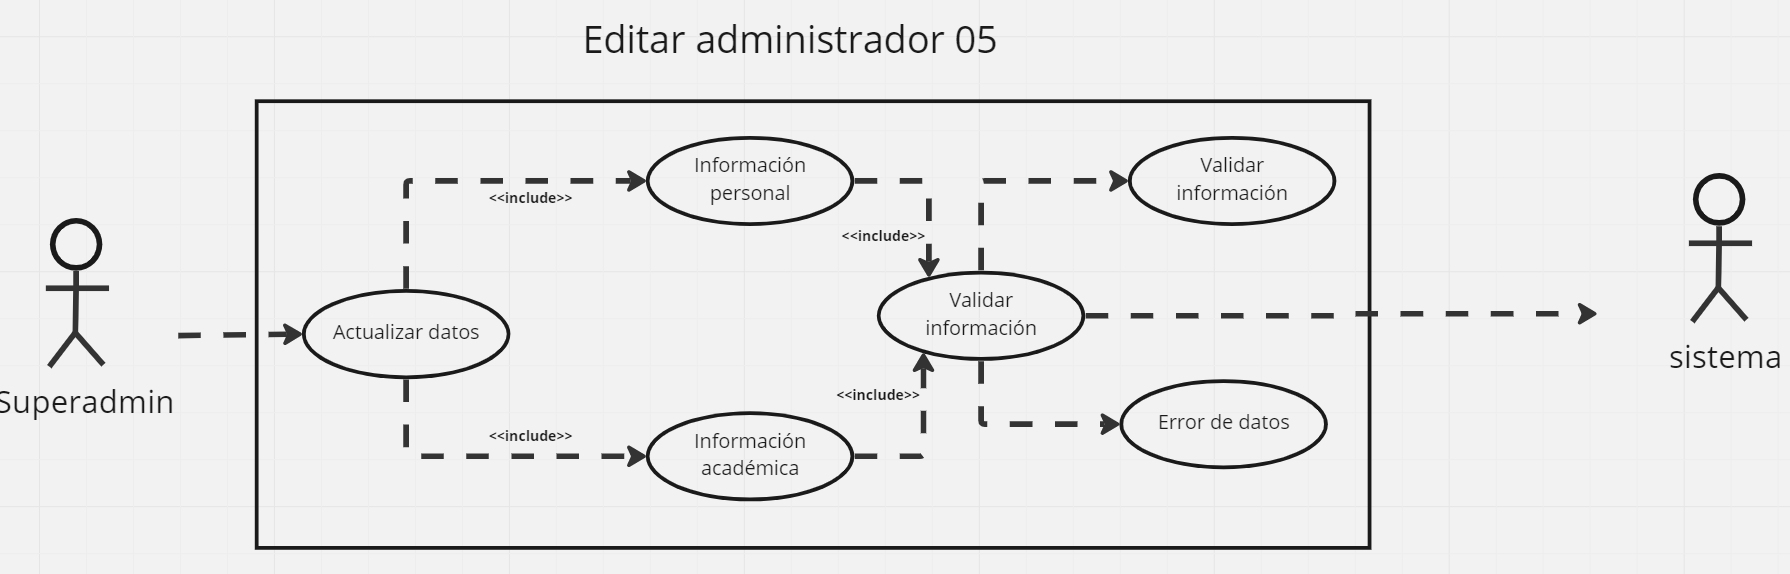 Editar administrador 05
Información
personal
Validar
información
<<include>>
<<include>>
Validar
información
Actualizar datos
<<include>>
<<include>>
Información
académica
Error de datos
Superadmin
sistema